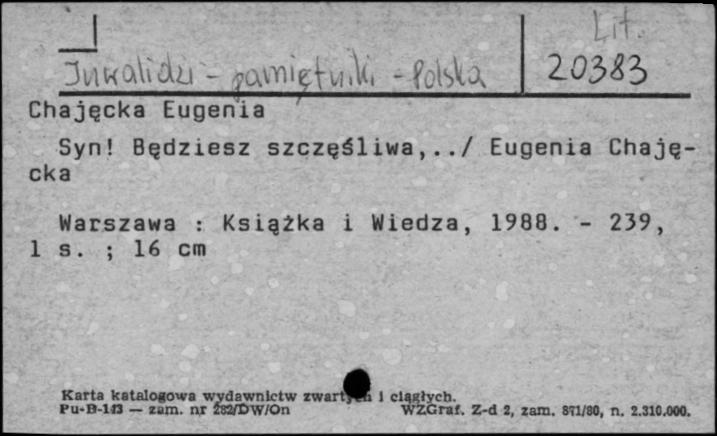 Lit.
Inwalidzi - pamiętniki - Polska
20383
Chajęcka Eugenia
Syn! Będziesz szczęśliwa,../ Eugenia Chaję-
cka
Warszawa : Książka i Wiedza, 1988. - 239,
1 s. ; 16 cm
Karta katalogowa wydawnictw zwartych i ciągłych.
Pu-B-143 — zam. nr 282/DW/On WZGraf. Z-d 2, zam. 871/80, n. 2.310.000.